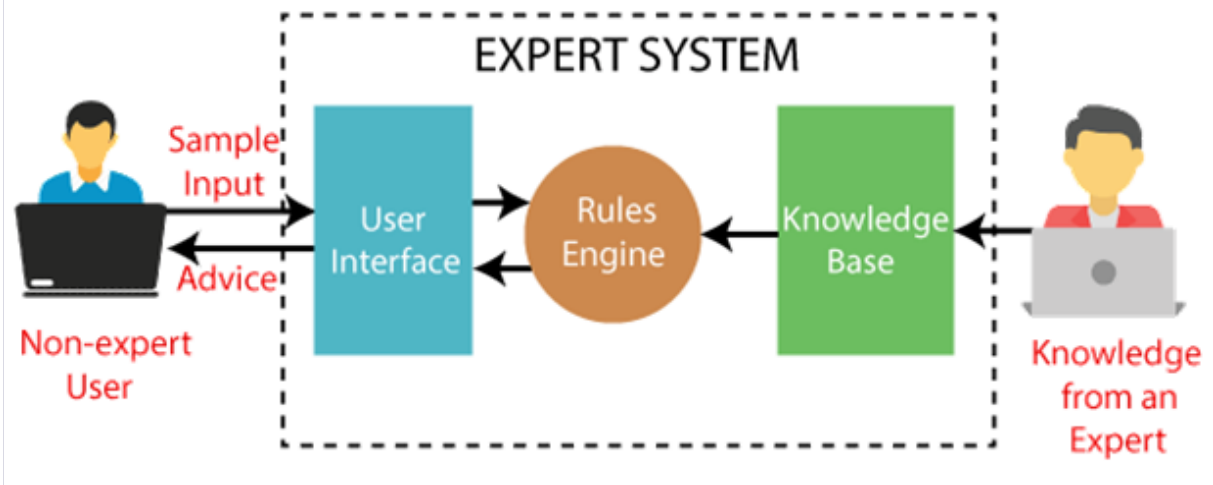 EXPERT SYSTEM
Sample
Input
Advice
Non-expert
User
User
Interface
Rules
Engine
Knowledge
Base
Knowledge
from an
Expert